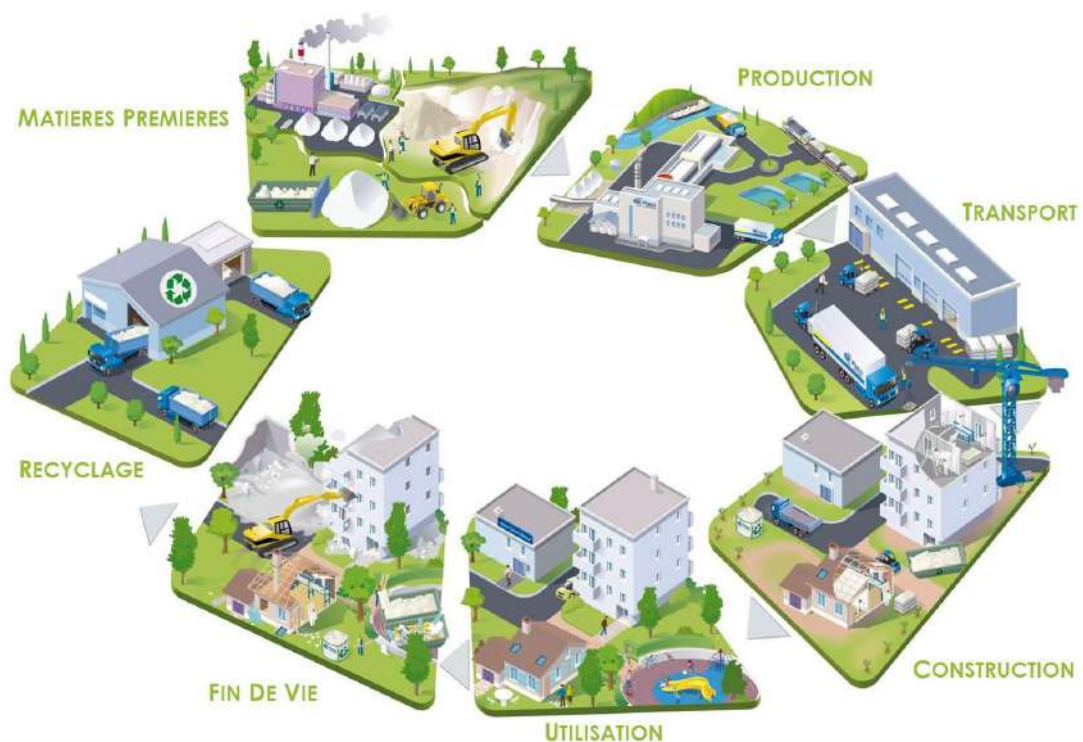 MATIERES PREMIERES
PRODUCTION
TRANSPORT
CONSTRUCTION
UTILISATION
FIN DE VIE
RECYCLAGE